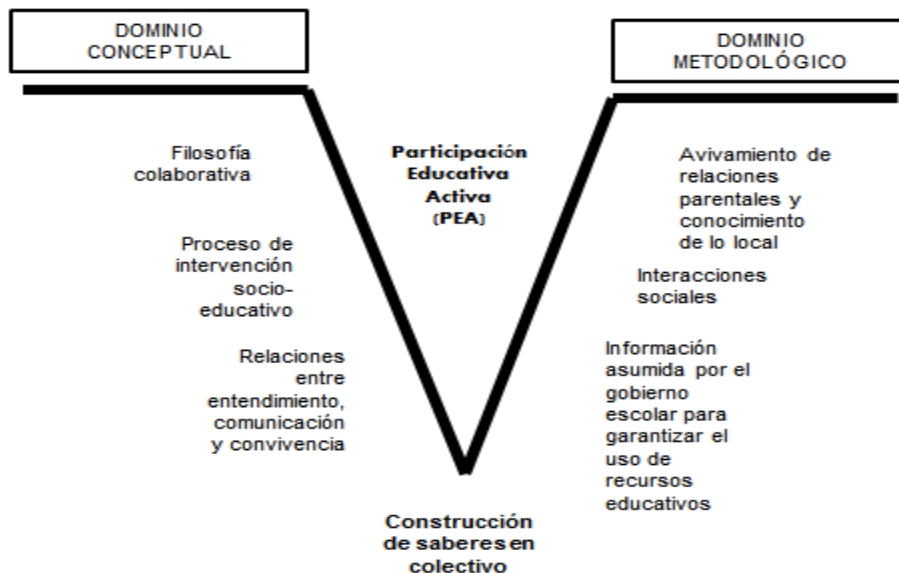 DOMINIO
CONCEPTUAL
DOMINIO
METODOLÓGICO
Filosofía
colaborativa
Proceso de
intervención
socio-
educativo
Relaciones
entre
entendimiento,
comunicación
y convivencia
Participación
Educativa
Activa
(PEA)
Avivamiento de
relaciones
parentales y
conocimiento
de lo local
Interacciones
sociales
Información
asumida por el
gobierno
escolar para
garantizar el
uso de
recursos
educativos
Construcción
de saberes en
colectivo